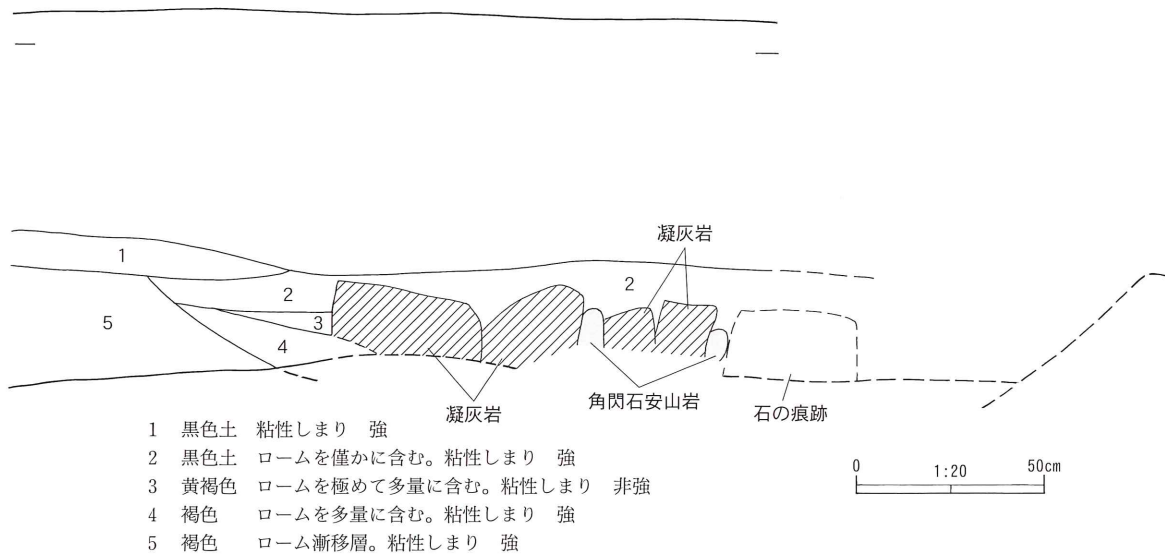 凝灰岩
1
2
2
5
3
4
凝灰岩
角閃石安山岩
石の痕跡
1 黒色土 粘性しまり 強
2 黒色土 ロームを僅かに含む。粘性しまり 強
3 黄褐色 ロームを極めて多量に含む。粘性しまり 非強
4 褐色 ロームを多量に含む。粘性しまり 強
5 褐色 ローム漸移層。粘性しまり 強
0 1:20 50cm